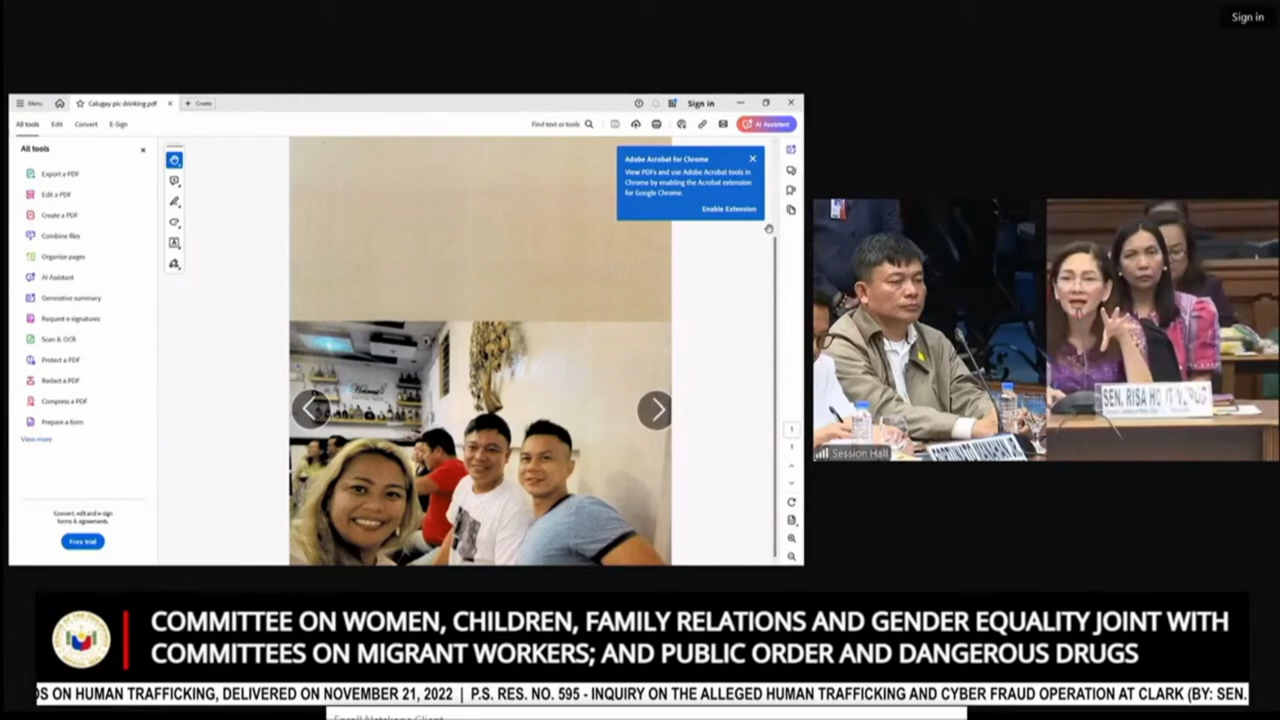 Sign in
Menu
Calugay pic drinking.pdf
Create
Sign in
All tools
Edit
Convert
E-Sign
Find text or tools
AI Assistant
All tools
Export a PDF
Edit a PDF
Create a PDF
Combine files
Organize pages
AI Assistant
Generative summary
Request e-signatures
Scan & OCR
Protect a PDF
Redact a PDF
Compress a PDF
Prepare a form
View more
Convert, edit and e-sign
forms & agreements.
Free trial
Adobe Acrobat for Chrome
View PDFs and use Adobe Acrobat tools in
Chrome by enabling the Acrobat extension
for Google Chrome.
Enable Extension
1
1
Session Hall
SEN. RISA
COMMITTEE ON WOMEN, CHILDREN, FAMILY RELATIONS AND GENDER EQUALITY JOINT WITH
COMMITTEES ON MIGRANT WORKERS; AND PUBLIC ORDER AND DANGEROUS DRUGS
ON HUMAN TRAFFICKING, DELIVERED ON NOVEMBER 21, 2022 | P.S. RES. NO. 595 - INQUIRY ON THE ALLEGED HUMAN TRAFFICKING AND CYBER FRAUD OPERATION AT CLARK (BY: SEN.